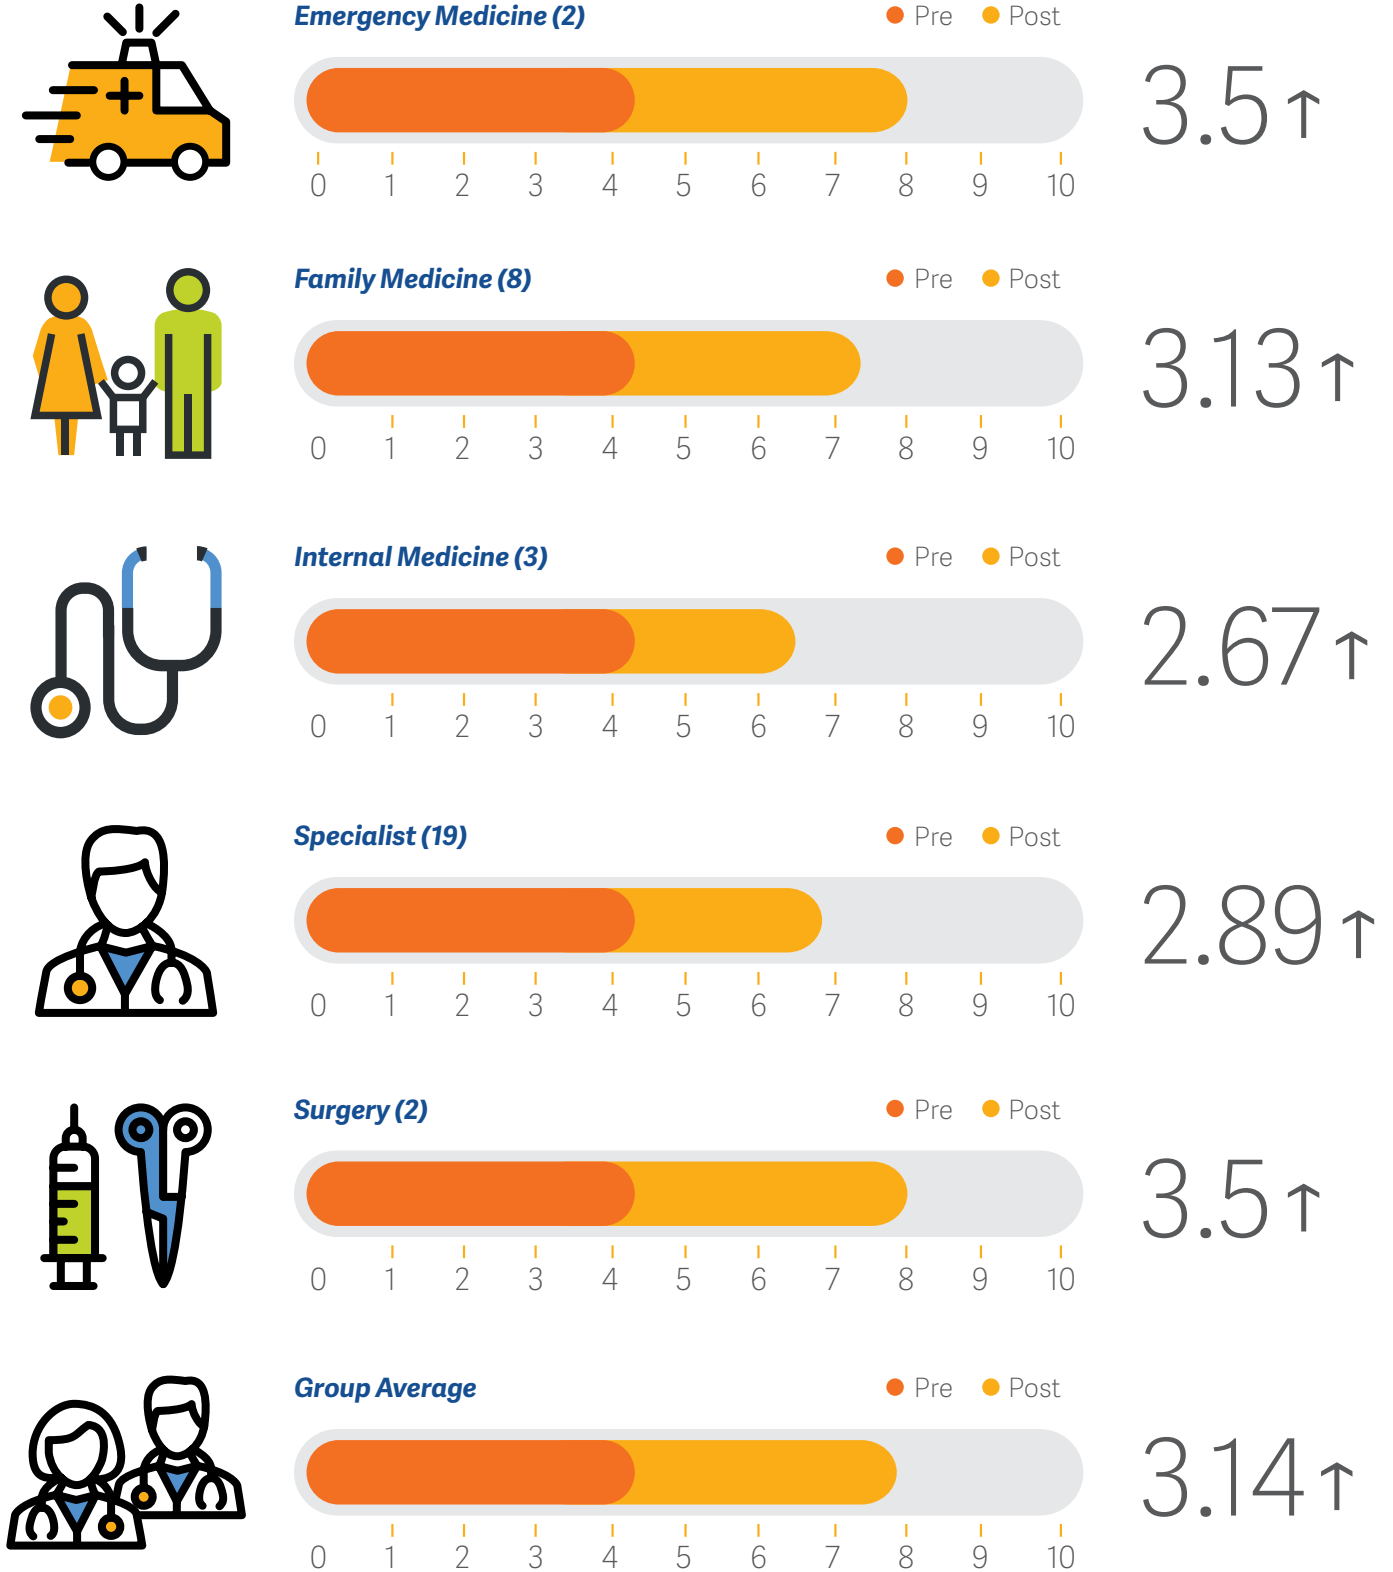 Emergency Medicine (2) Pre Post
3.5↑
0 1 2 3 4 5 6 7 8 9 10
Family Medicine (8) Pre Post
3.13↑
0 1 2 3 4 5 6 7 8 9 10
Internal Medicine (3) Pre Post
2.67↑
0 1 2 3 4 5 6 7 8 9 10
Specialist (19) Pre Post
2.89↑
0 1 2 3 4 5 6 7 8 9 10
Surgery (2) Pre Post
3.5↑
0 1 2 3 4 5 6 7 8 9 10
Group Average Pre Post
3.14↑
0 1 2 3 4 5 6 7 8 9 10